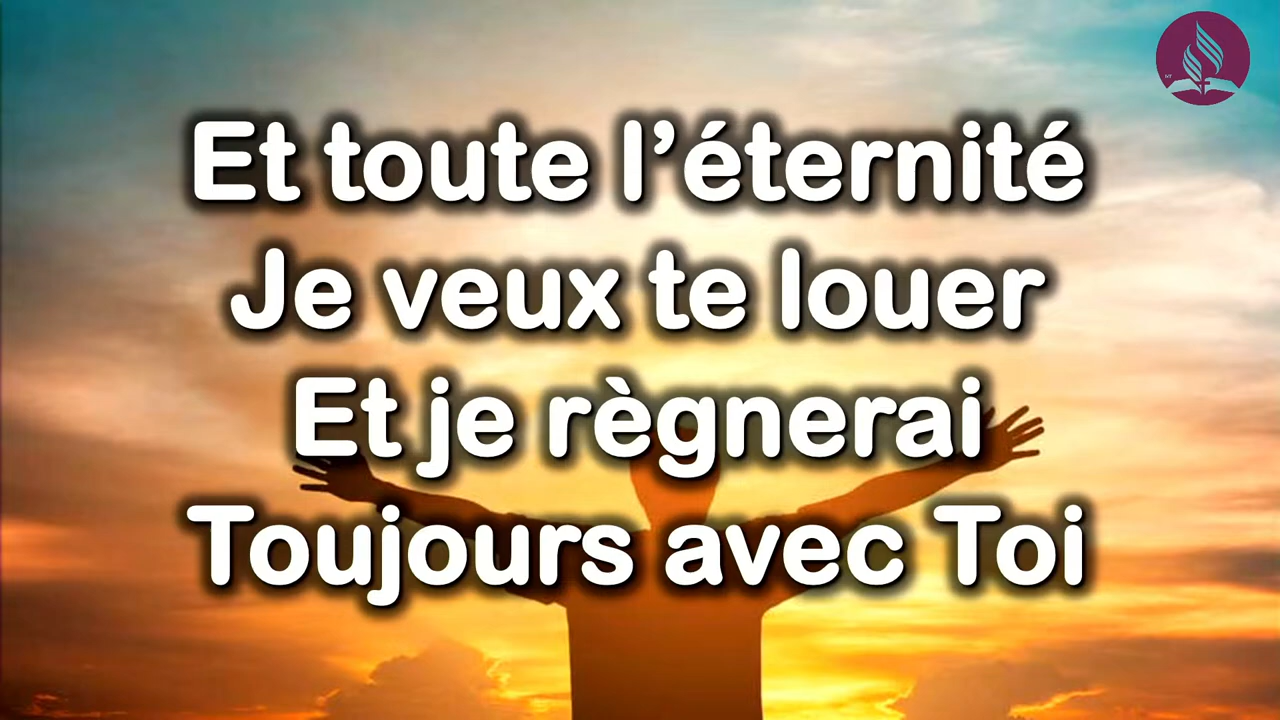 Et toute l’éternité
Je veux te louer
Et je règnerai
Toujours avec Toi